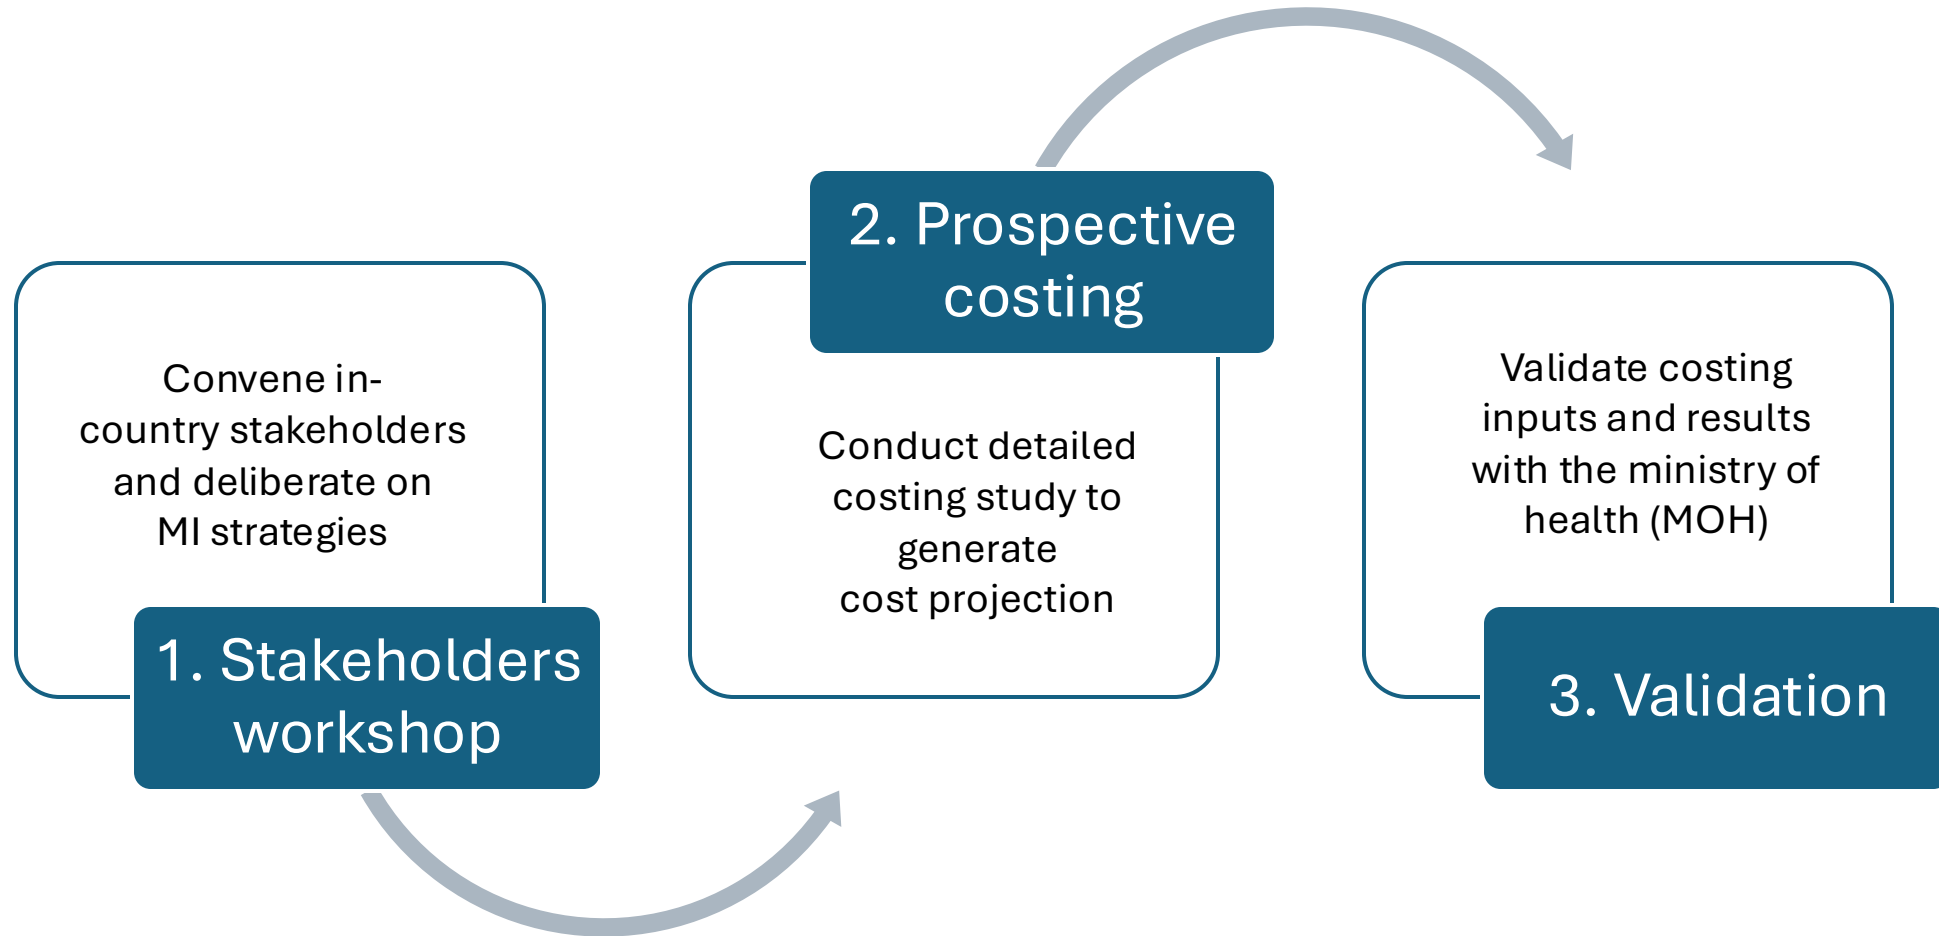 Convene in-
country stakeholders
and deliberate on
MI strategies
1. Stakeholders
workshop
2. Prospective
costing
Conduct detailed
costing study to
generate
cost projection
Validate costing
inputs and results
with the ministry of
health (MOH)
3. Validation